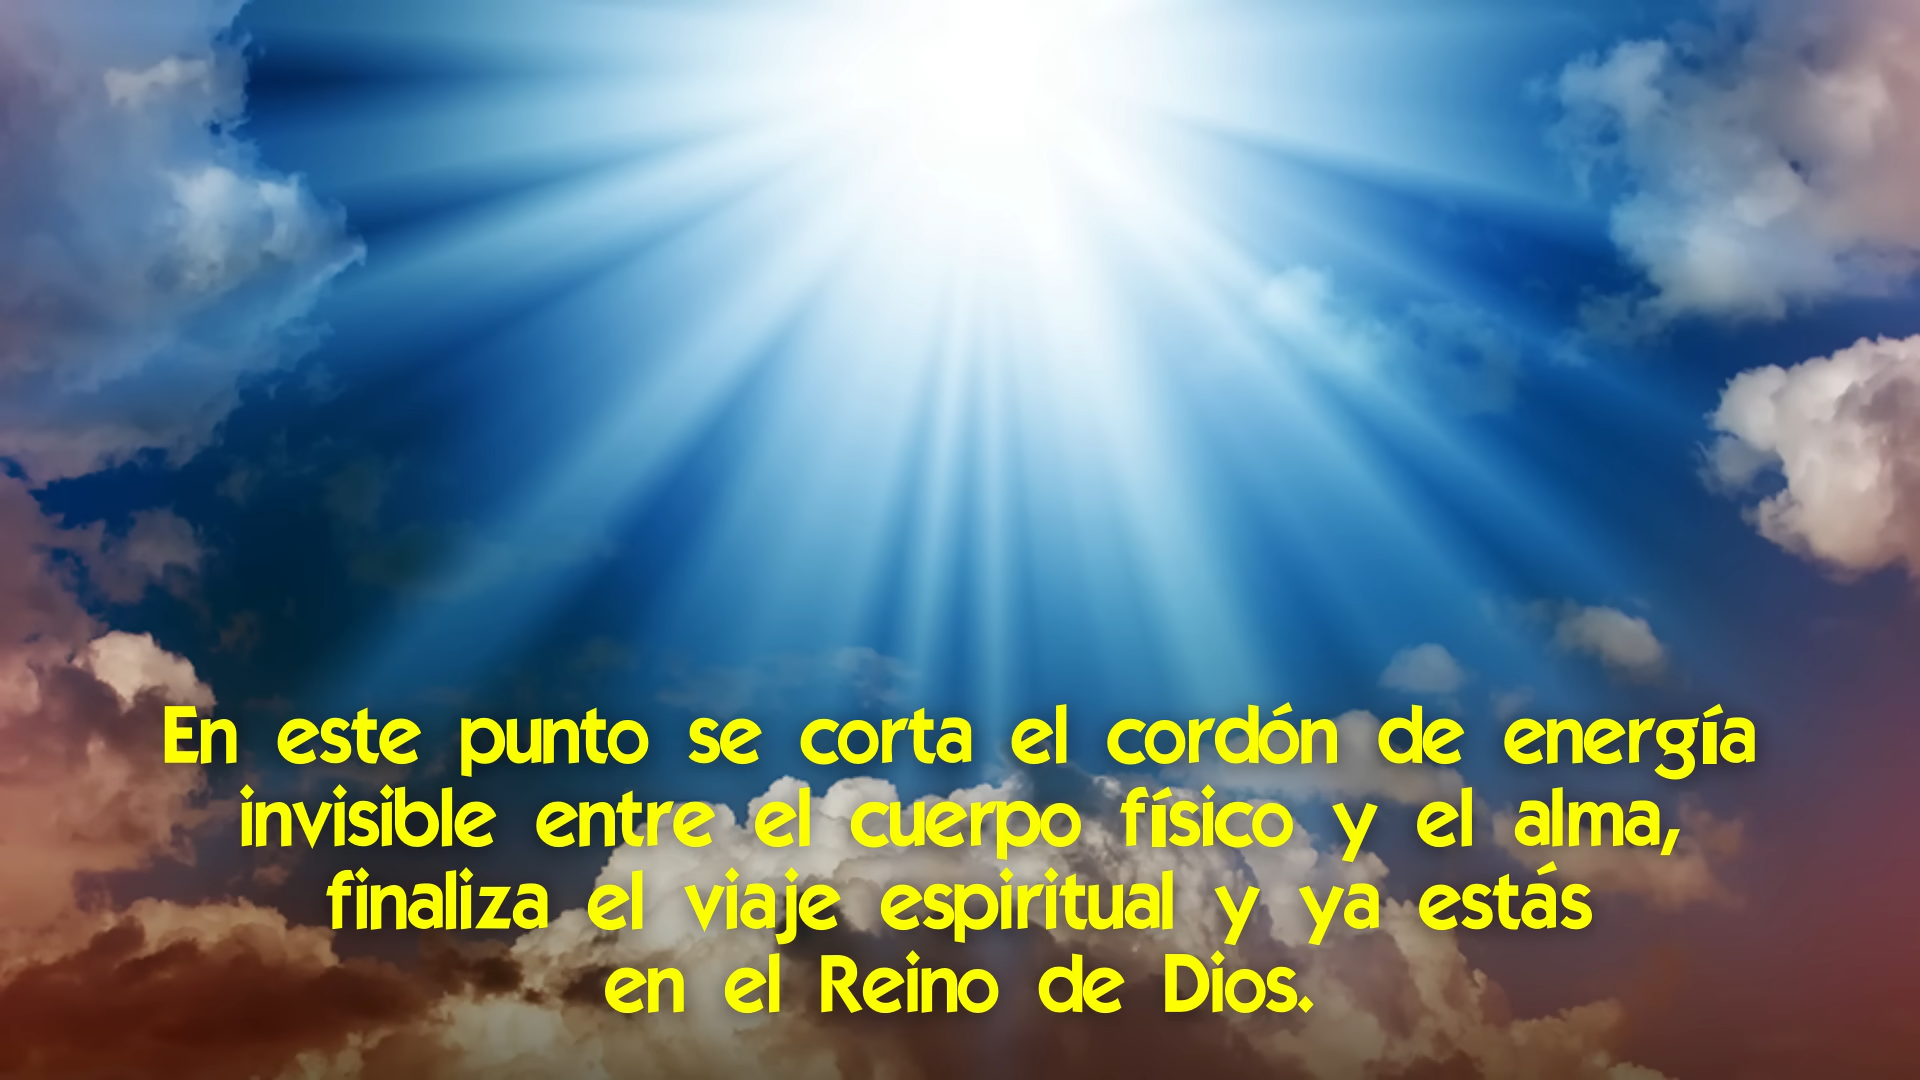 En este punto se corta el cordón de energía
invisible entre el cuerpo físico y el alma,
finaliza el viaje espiritual y ya estás
en el Reino de Dios.